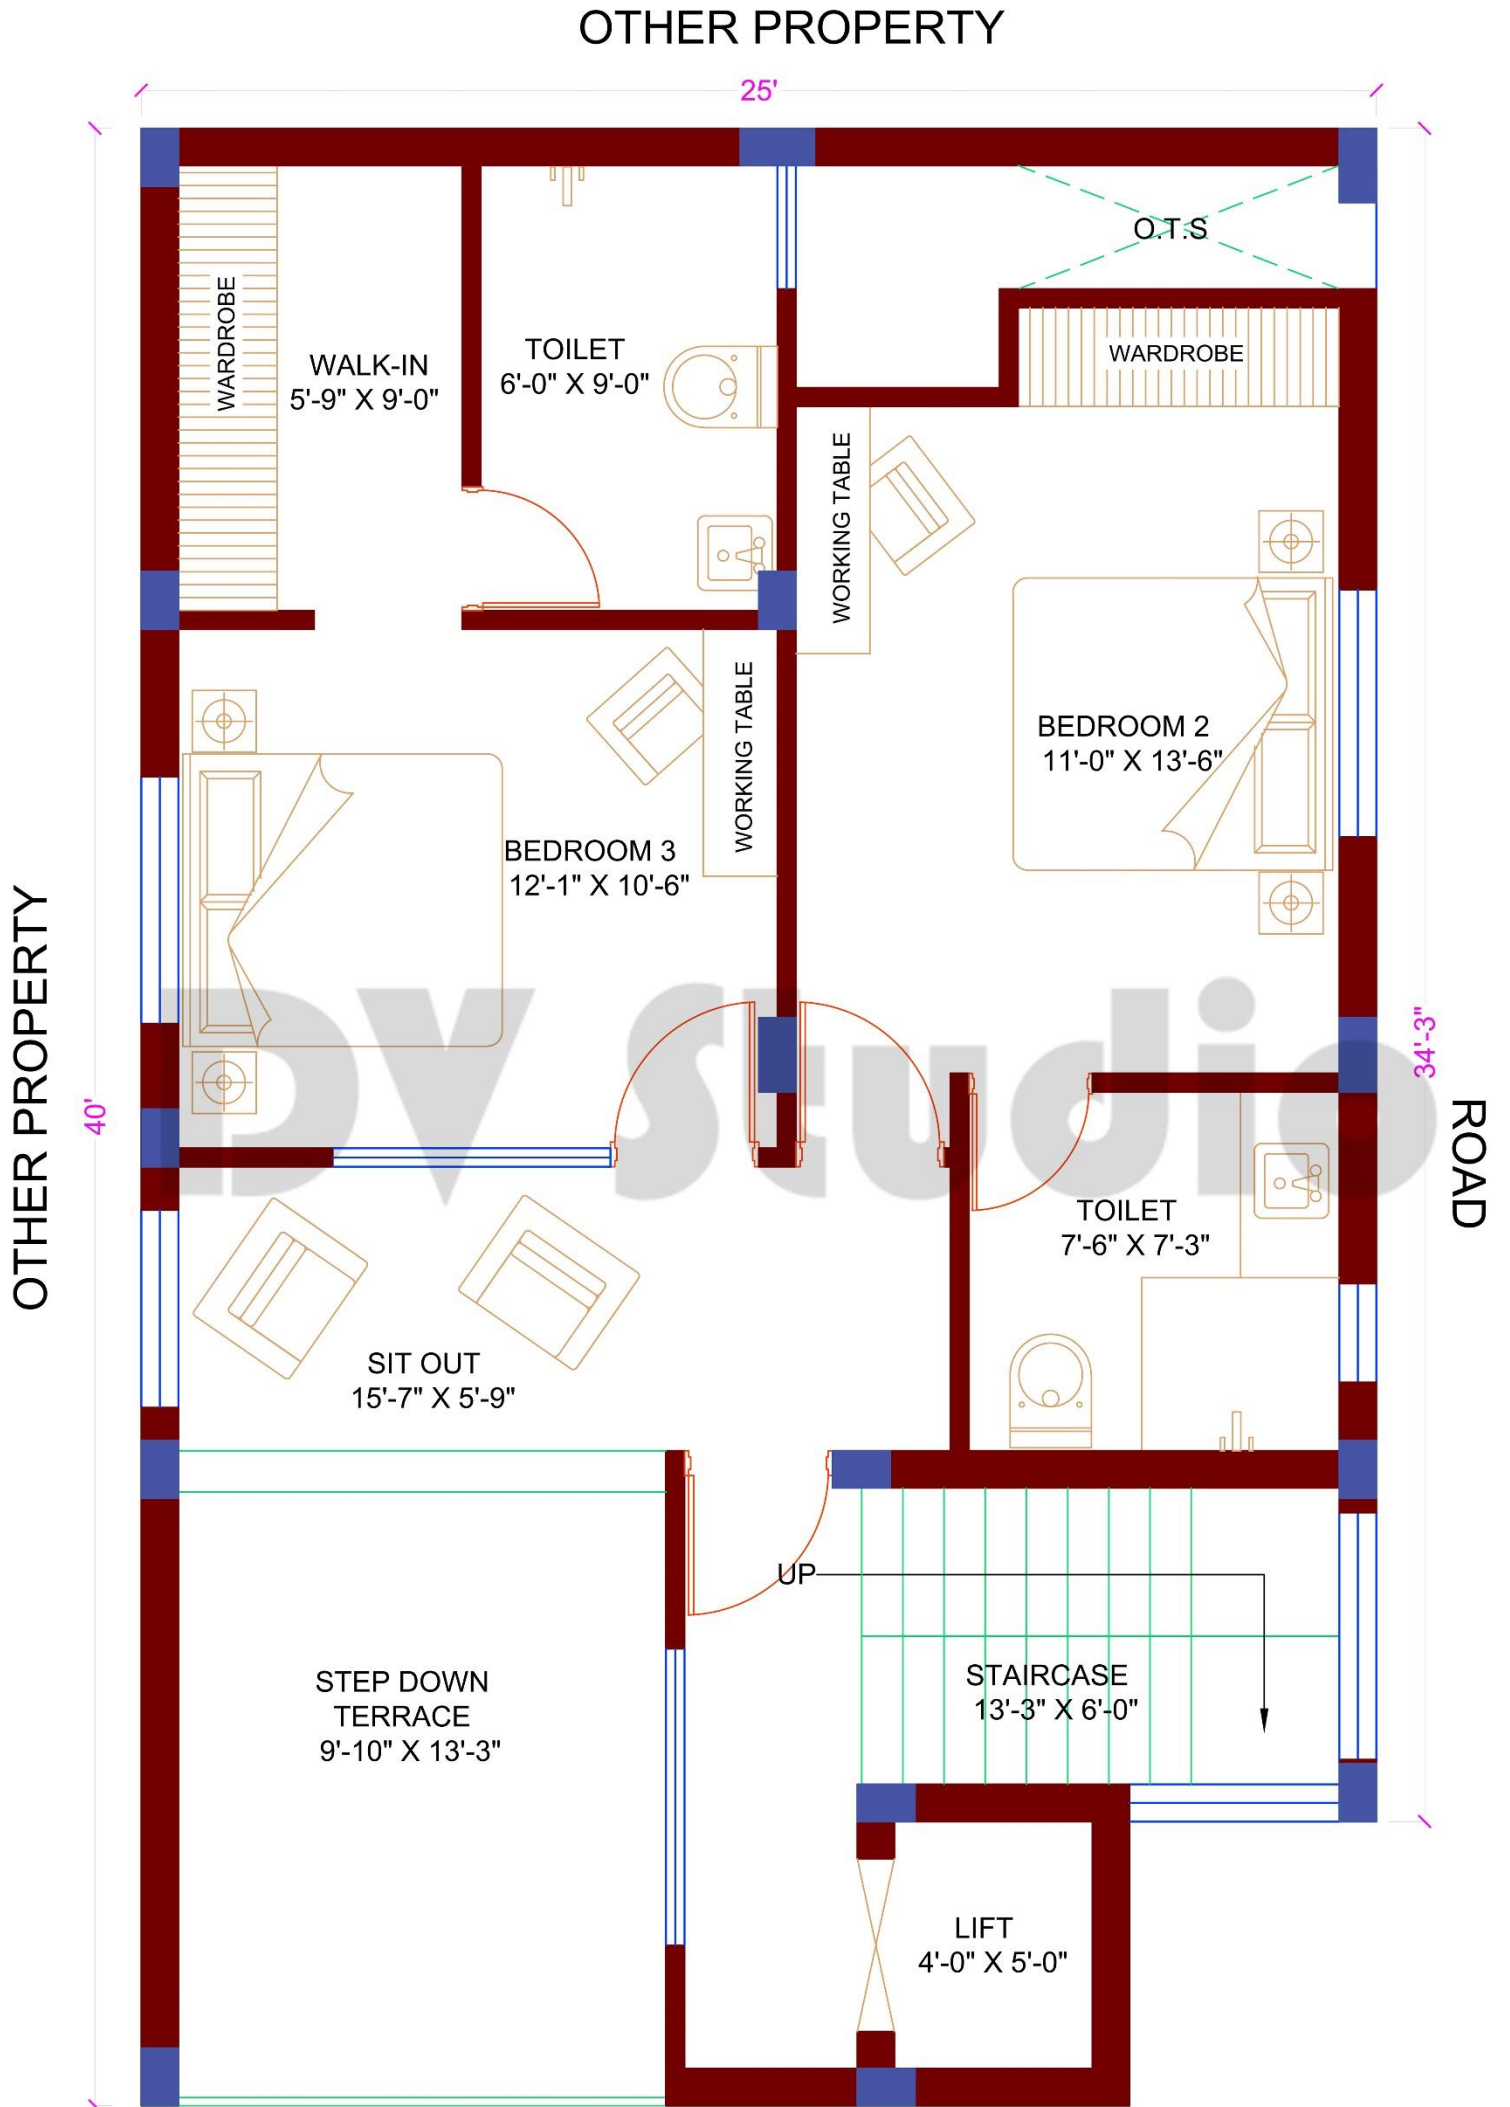 OTHER PROPERTY
25'
O.T.S
WARDROBE
WARDROBE
WALK-IN
5'-9" X 9'-0"
TOILET
6'-0" X 9'-0"
WORKING TABLE
WORKING TABLE
BEDROOM 2
11'-0" X 13'-6"
BEDROOM 3
12'-1" X 10'-6"
OTHER PROPERTY
40'
34'-3"
ROAD
DV Studio
TOILET
7'-6" X 7'-3"
SIT OUT
15'-7" X 5'-9"
UP
STAIRCASE
13'-3" X 6'-0"
STEP DOWN
TERRACE
9'-10" X 13'-3"
LIFT
4'-0" X 5'-0"